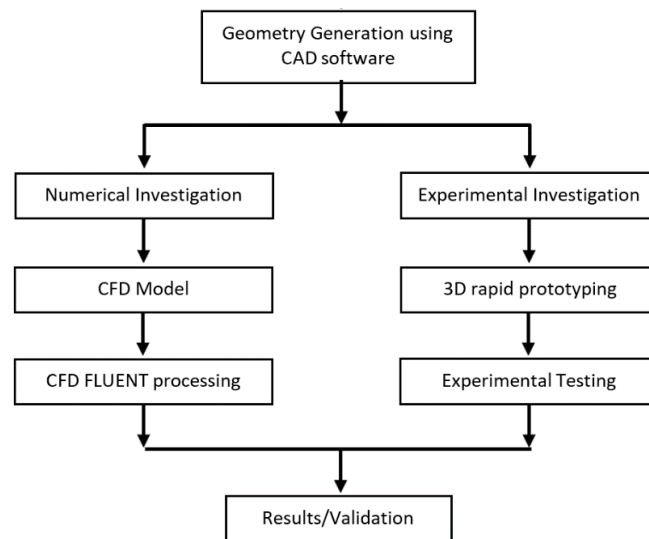 Geometry Generation using
CAD software
Numerical Investigation
Experimental Investigation
CFD Model
3D rapid prototyping
CFD FLUENT processing
Experimental Testing
Results/Validation